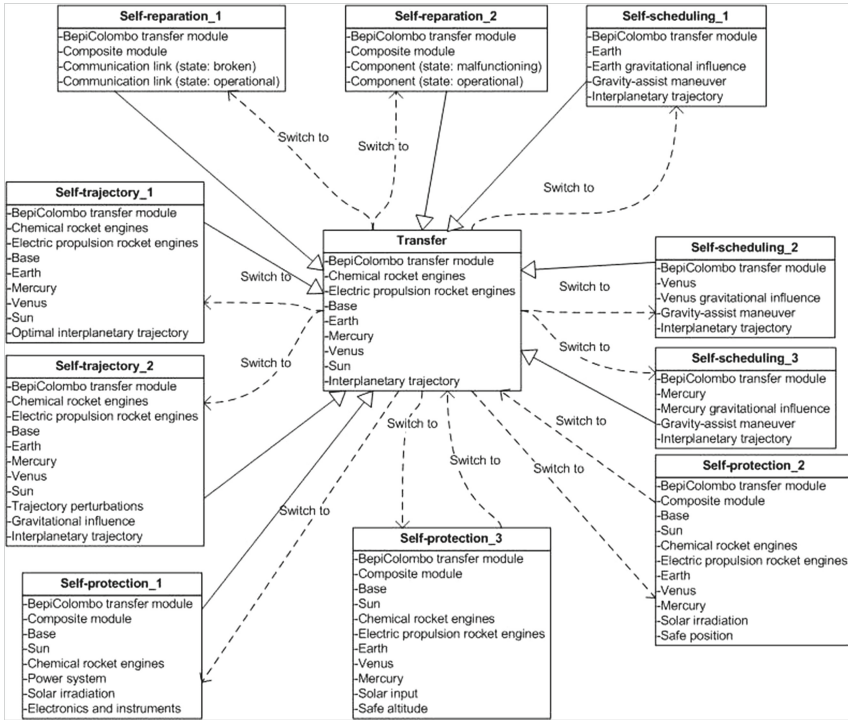 Self-reparation_1
-BepiColombo transfer module
-Composite module
-Communication link (state: broken)
-Communication link (state: operational)
Self-reparation_2
-BepiColombo transfer module
-Composite module
-Component (state: malfunctioning)
-Component (state: operational)
Self-scheduling_1
-BepiColombo transfer module
-Earth
-Earth gravitational influence
-Gravity-assist maneuver
-Interplanetary trajectory
Switch to
Switch to
Switch to
Self-trajectory_1
-BepiColombo transfer module
-Chemical rocket engines
-Electric propulsion rocket engines
-Base
-Earth
-Mercury
-Venus
-Sun
-Optimal interplanetary trajectory
Switch to
Transfer
-BepiColombo transfer module
-Chemical rocket engines
-Electric propulsion rocket engines
-Base
-Earth
-Mercury
-Venus
-Sun
-Interplanetary trajectory
Self-scheduling_2
-BepiColombo transfer module
-Venus
-Venus gravitational influence
-Gravity-assist maneuver
-Interplanetary trajectory
Switch to
Switch to
Self-trajectory_2
-BepiColombo transfer module
-Chemical rocket engines
-Electric propulsion rocket engines
-Base
-Earth
-Mercury
-Venus
-Sun
-Trajectory perturbations
-Gravitational influence
-Interplanetary trajectory
Switch to
Self-scheduling_3
-BepiColombo transfer module
-Mercury
-Mercury gravitational influence
-Gravity-assist maneuver
-Interplanetary trajectory
Switch to
Switch to
Switch to
Switch to
Switch to
Self-protection_2
-BepiColombo transfer module
-Composite module
-Base
-Sun
-Chemical rocket engines
-Electric propulsion rocket engines
-Earth
-Venus
-Mercury
-Solar irradiation
-Safe position
Self-protection_1
-BepiColombo transfer module
-Composite module
-Base
-Sun
-Chemical rocket engines
-Power system
-Solar irradiation
-Electronics and instruments
Self-protection_3
-BepiColombo transfer module
-Composite module
-Base
-Sun
-Chemical rocket engines
-Electric propulsion rocket engines
-Earth
-Venus
-Mercury
-Solar input
-Safe altitude